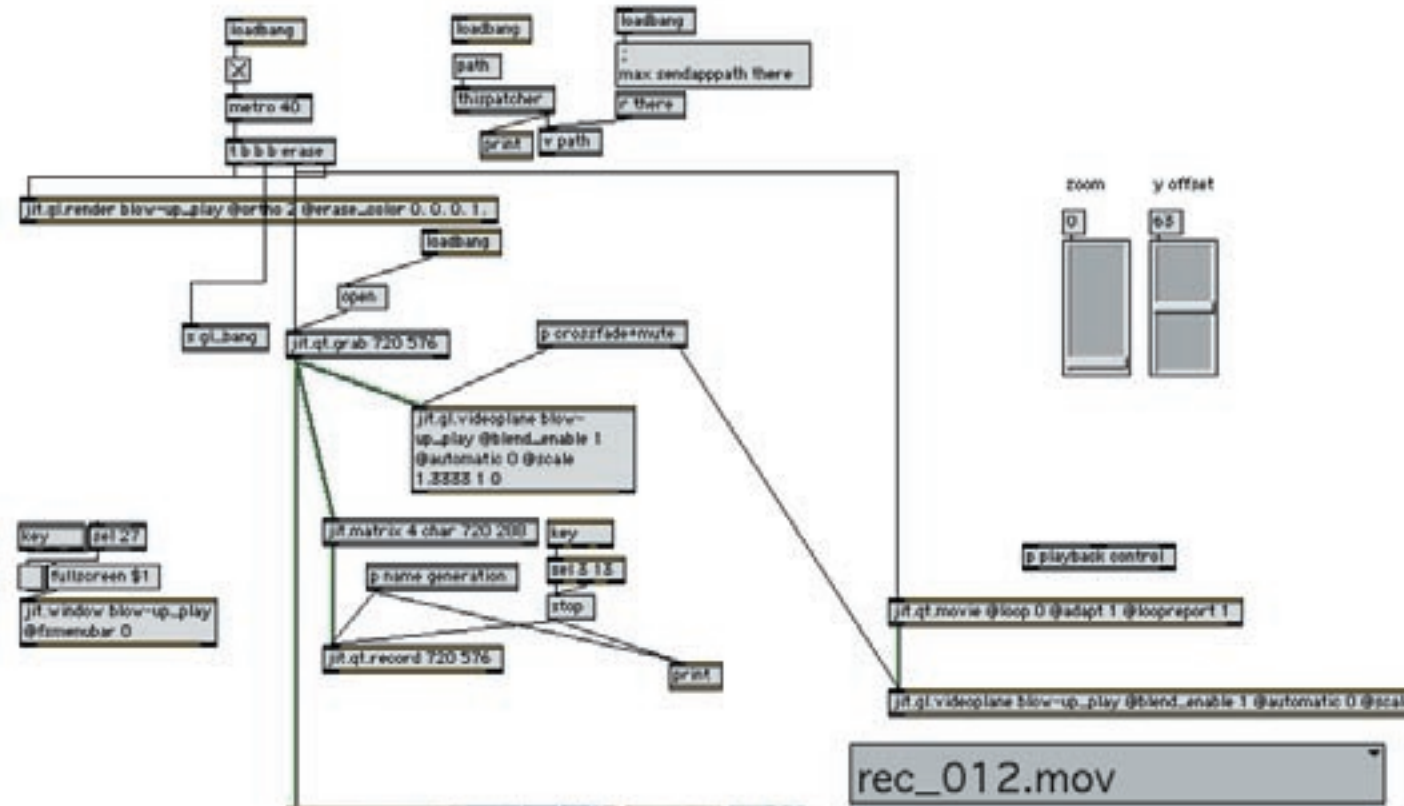 loadbang
metro 40
t b b b erase
loadbang
path
thispatcher
print
v path
loadbang
;
max sendapppath there
r there
jit.gl.render blow-up_play @ortho 2 @erase_color 0. 0. 0. 1.
zoom
y offset
0
63
loadbang
open
s gl_bang
jit.qt.grab 720 576
p crossfade+mute
jit.gl.videoplane blow-
up_play @blend_enable 1
@automatic 0 @scale
1.3333 1 0
key
sel 27
fullscreen $1
jit.window blow-up_play
@fsmenubar 0
jit.matrix 4 char 720 288
key
sel 3 13
p name generation
stop
jit.qt.record 720 576
print
p playback control
jit.qt.movie @loop 0 @adapt 1 @loopreport 1
jit.gl.videoplane blow-up_play @blend_enable 1 @automatic 0 @scal
rec_012.mov